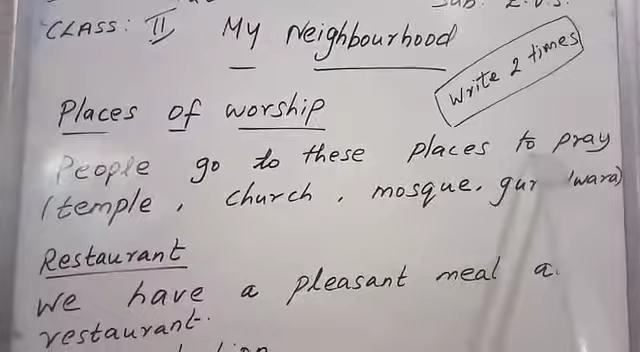 Sub: E.V.S.
CLASS: II My Neighbourhood
Write 2 times
Places of worship
People go to these places to pray
(temple, church, mosque, gur wara)
Restaurant
We have a pleasant meal a
restaurant.